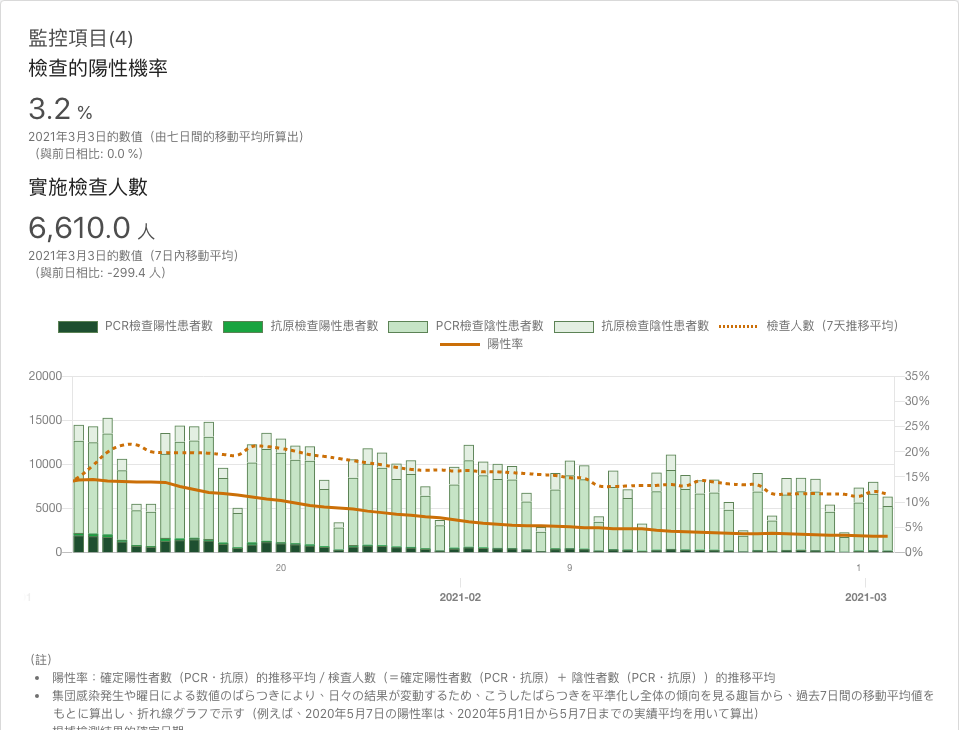 監控項目(4)
檢查的陽性機率
3.2 %
2021年3月3日的數值（由七日間的移動平均所算出）
（與前日相比: 0.0 %）
實施檢查人數
6,610.0 人
2021年3月3日的數值（7日內移動平均）
（與前日相比: -299.4 人）
PCR檢查陽性患者數 抗原檢查陽性患者數 PCR檢查陰性患者數 抗原檢查陰性患者數 檢查人數（7天推移平均）
陽性率
20000 35%
30%
15000 25%
20%
10000 15%
10%
5000 5%
0 0%
20 9 1
2021-02 2021-03
（註）
陽性率：確定陽性者數（PCR・抗原）的推移平均 / 檢查人數（＝確定陽性者數（PCR・抗原）＋ 陰性者數（PCR・抗原））的推移平均
集団感染発生や曜日による数値のばらつきにより、日々の結果が変動するため、こうしたばらつきを平準化し全体の傾向を見る趣旨から、過去7日間の移動平均値を
もとに算出し、折れ線グラフで示す（例えば、2020年5月7日の陽性率は、2020年5月1日から5月7日までの実績平均を用いて算出）